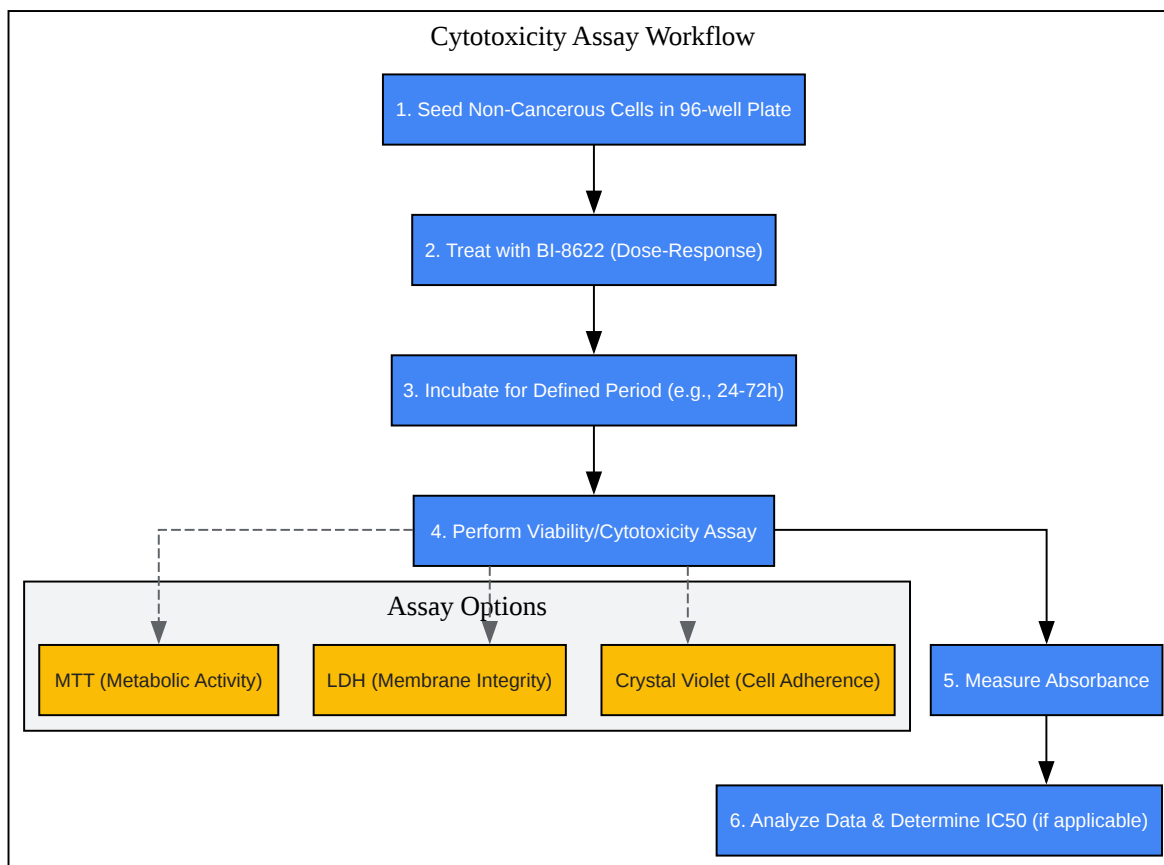 Cytotoxicity Assay Workflow
1. Seed Non-Cancerous Cells in 96-well Plate
2. Treat with BI-8622 (Dose-Response)
3. Incubate for Defined Period (e.g., 24-72h)
4. Perform Viability/Cytotoxicity Assay
Assay Options
MTT (Metabolic Activity)
LDH (Membrane Integrity)
Crystal Violet (Cell Adherence)
5. Measure Absorbance
6. Analyze Data & Determine IC50 (if applicable)